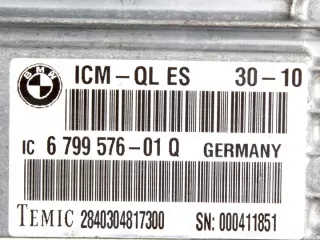 BMW
ICM-QL ES 30-10
IC 6 799 576-01 Q GERMANY
TEMIC 2840304817300 SN: 000411851